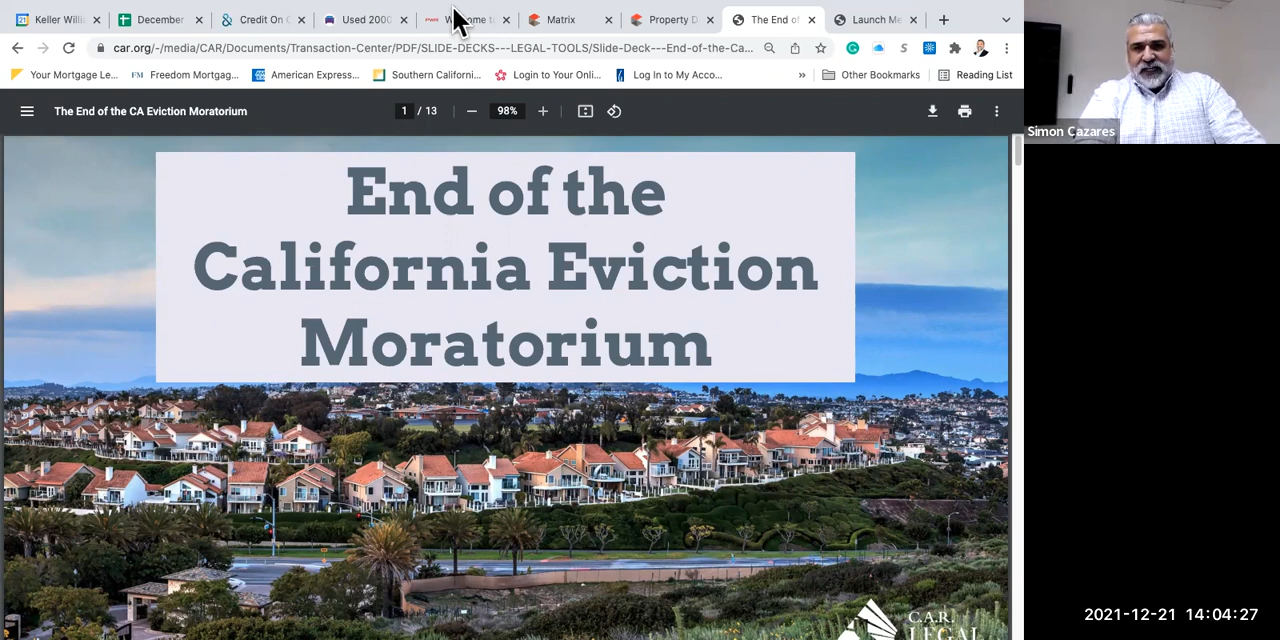 Keller Willi
December
Credit On C
Used 2000
Matrix
Property D
The End of
Launch Me
car.org/-/media/CAR/Documents/Transaction-Center/PDF/SLIDE-DECKS---LEGAL-TOOLS/Slide-Deck---End-of-the-Ca...
Your Mortgage Le...
Freedom Mortgag...
American Express...
Southern Californi...
Login to Your Onli...
Log In to My Acco...
»
Other Bookmarks
Reading List
The End of the CA Eviction Moratorium
1 / 13
98%
Simon Cazares
End of the
California Eviction
Moratorium
C.A.R.
LEGAL
2021-12-21 14:04:27